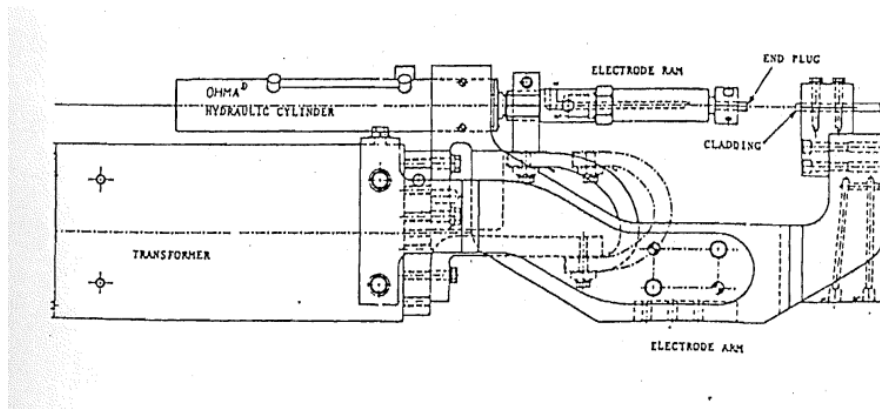 END PLUG
ELECTRODE RAM
OHMA D
HYDRAULIC CYLINDER
CLADDING
TRANSFORMER
ELECTRODE ARM